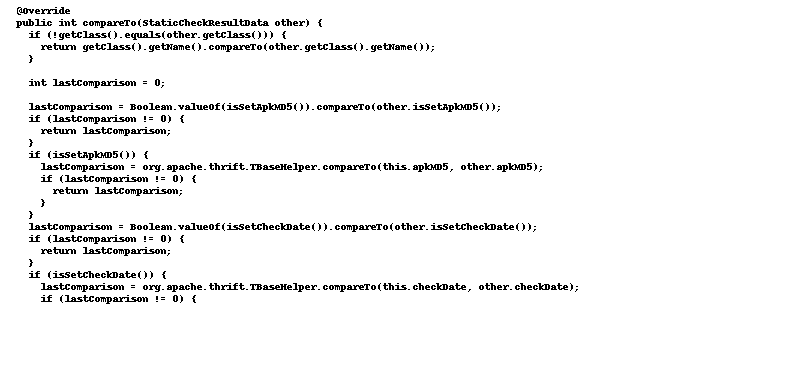 @Override
public int compareTo(StaticCheckResultData other) {
  if (!getClass().equals(other.getClass())) {
    return getClass().getName().compareTo(other.getClass().getName());
  }

  int lastComparison = 0;

  lastComparison = Boolean.valueOf(isSetApkMD5()).compareTo(other.isSetApkMD5());
  if (lastComparison != 0) {
    return lastComparison;
  }
  if (isSetApkMD5()) {
    lastComparison = org.apache.thrift.TBaseHelper.compareTo(this.apkMD5, other.apkMD5);
    if (lastComparison != 0) {
      return lastComparison;
    }
  }
  lastComparison = Boolean.valueOf(isSetCheckDate()).compareTo(other.isSetCheckDate());
  if (lastComparison != 0) {
    return lastComparison;
  }
  if (isSetCheckDate()) {
    lastComparison = org.apache.thrift.TBaseHelper.compareTo(this.checkDate, other.checkDate);
    if (lastComparison != 0) {